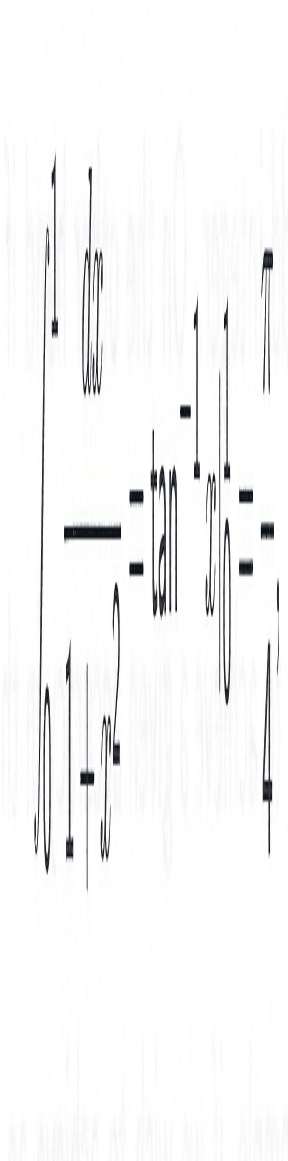 ∫₀¹ dx/(1+x²) = tan⁻¹ x|₀¹ = π/4,